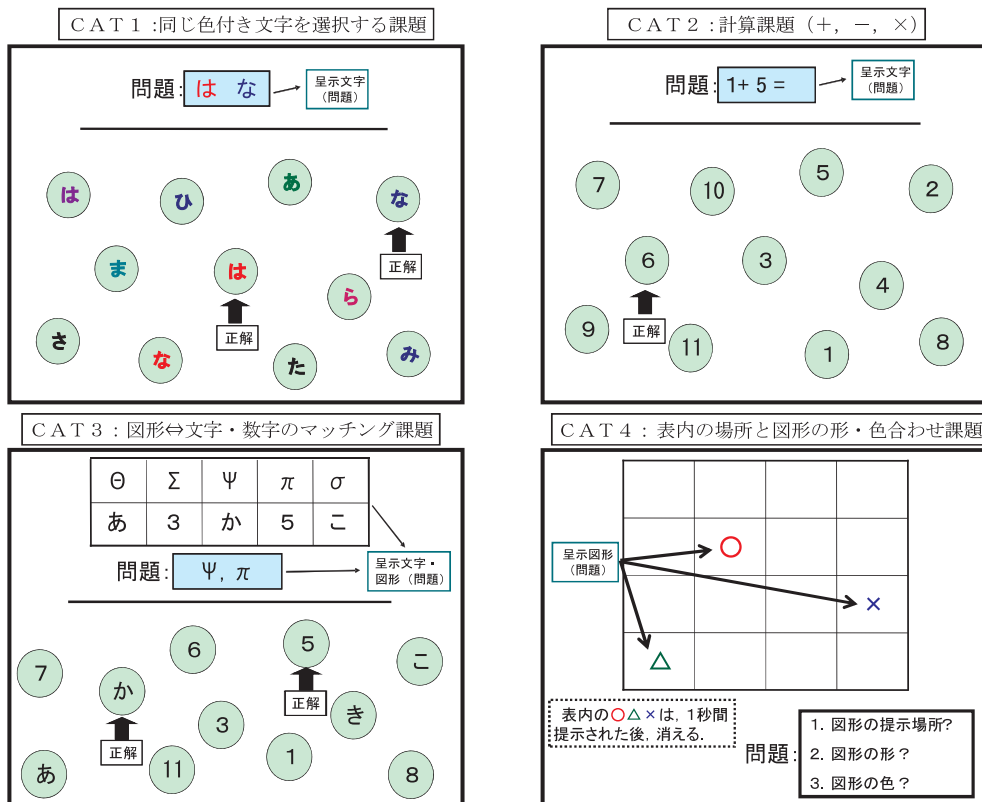 CAT1:同じ色付き文字を選択する課題
問題: は な
呈示文字
(問題)
は
ひ
あ
な
正解
ま
は
正解
ら
さ
な
た
み
CAT2:計算課題(+,-,×)
問題: 1+ 5 =
呈示文字
(問題)
7
10
5
2
6
正解
3
4
9
11
1
8
CAT3:図形⇔文字・数字のマッチング課題
Θ Σ Ψ π σ
あ 3 か 5 こ
問題: Ψ, π
呈示文字・
図形(問題)
7
6
5
正解
こ
か
正解
3
き
あ
11
1
8
CAT4:表内の場所と図形の形・色合わせ課題
呈示図形
(問題)
○
×
△
表内の○△×は,1秒間
提示された後,消える.
問題:
1. 図形の提示場所?
2. 図形の形?
3. 図形の色?